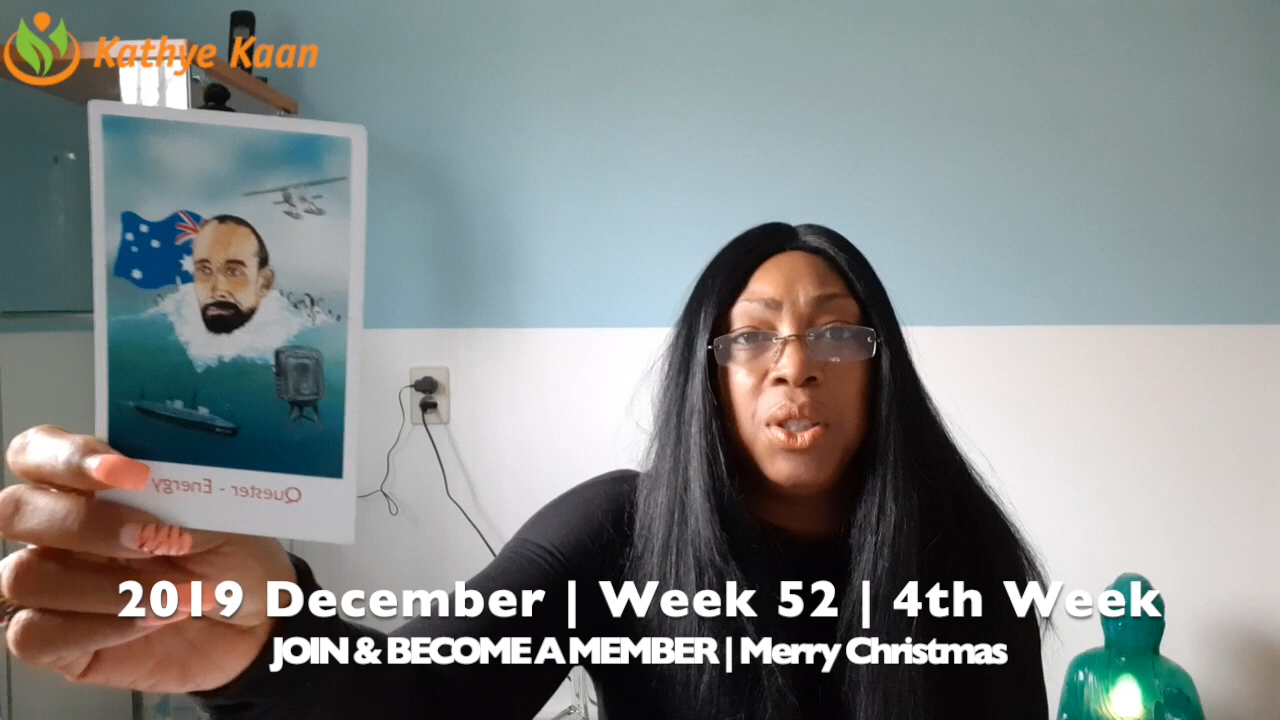 Kathye Kaan
Quester - Energy
2019 December | Week 52 | 4th Week
JOIN & BECOME A MEMBER | Merry Christmas